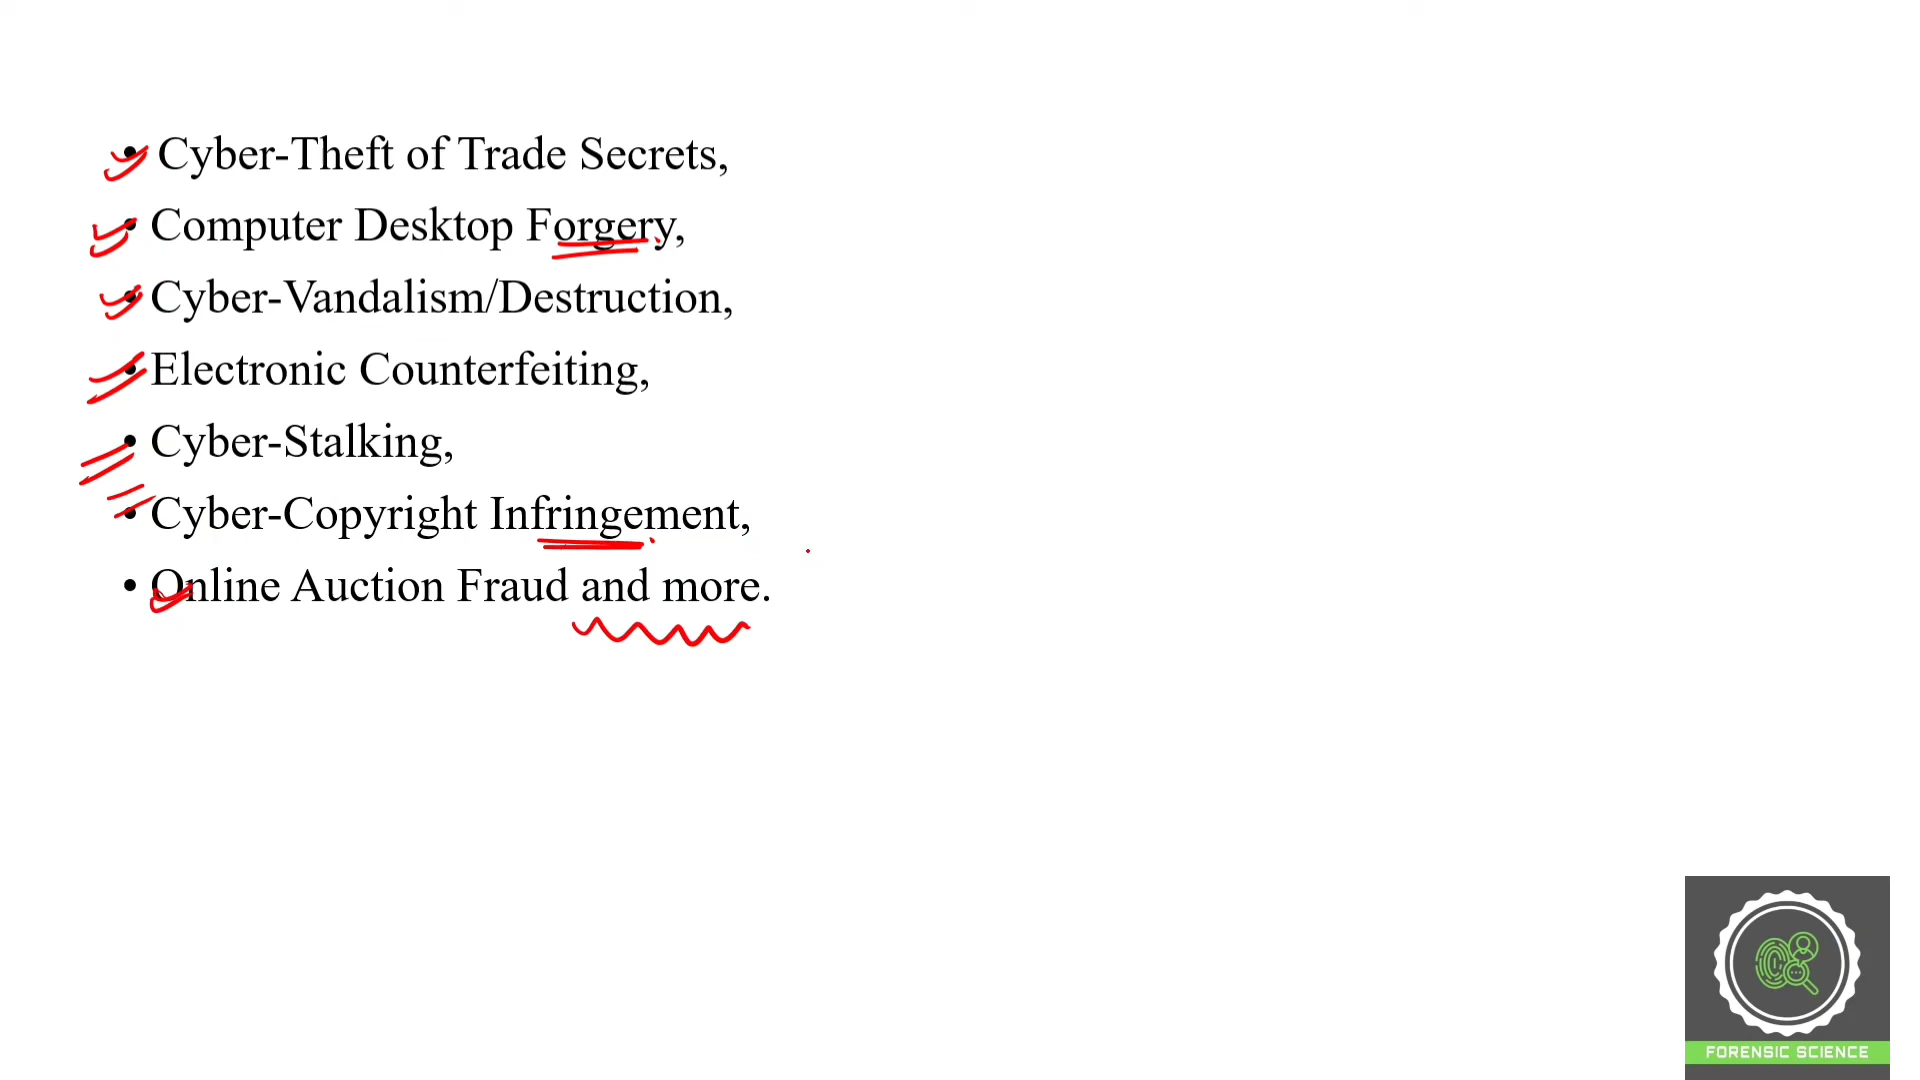 • Cyber-Theft of Trade Secrets,
• Computer Desktop Forgery,
• Cyber-Vandalism/Destruction,
• Electronic Counterfeiting,
• Cyber-Stalking,
• Cyber-Copyright Infringement,
• Online Auction Fraud and more.
FORENSIC SCIENCE